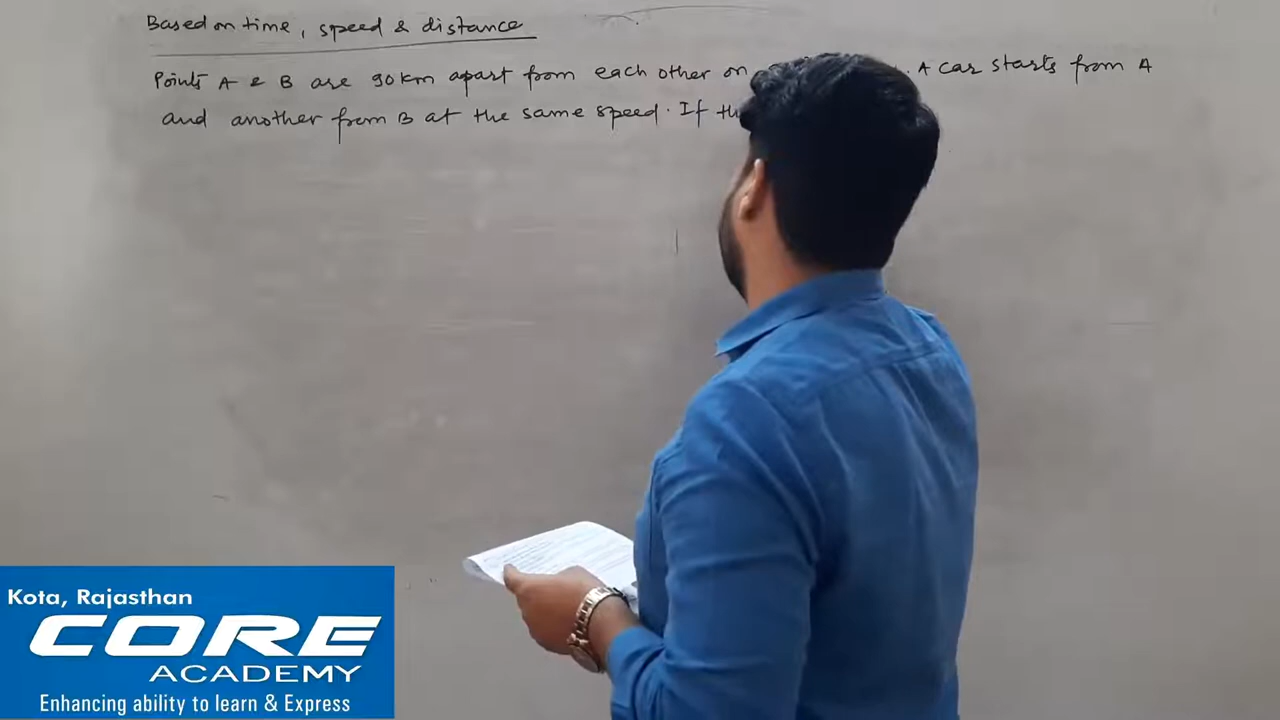 Based on time, speed & distance
Points A & B are 90 km apart from each other on . A car starts from A
and another from B at the same speed. If th
Kota, Rajasthan
CORE
ACADEMY
Enhancing ability to learn & Express